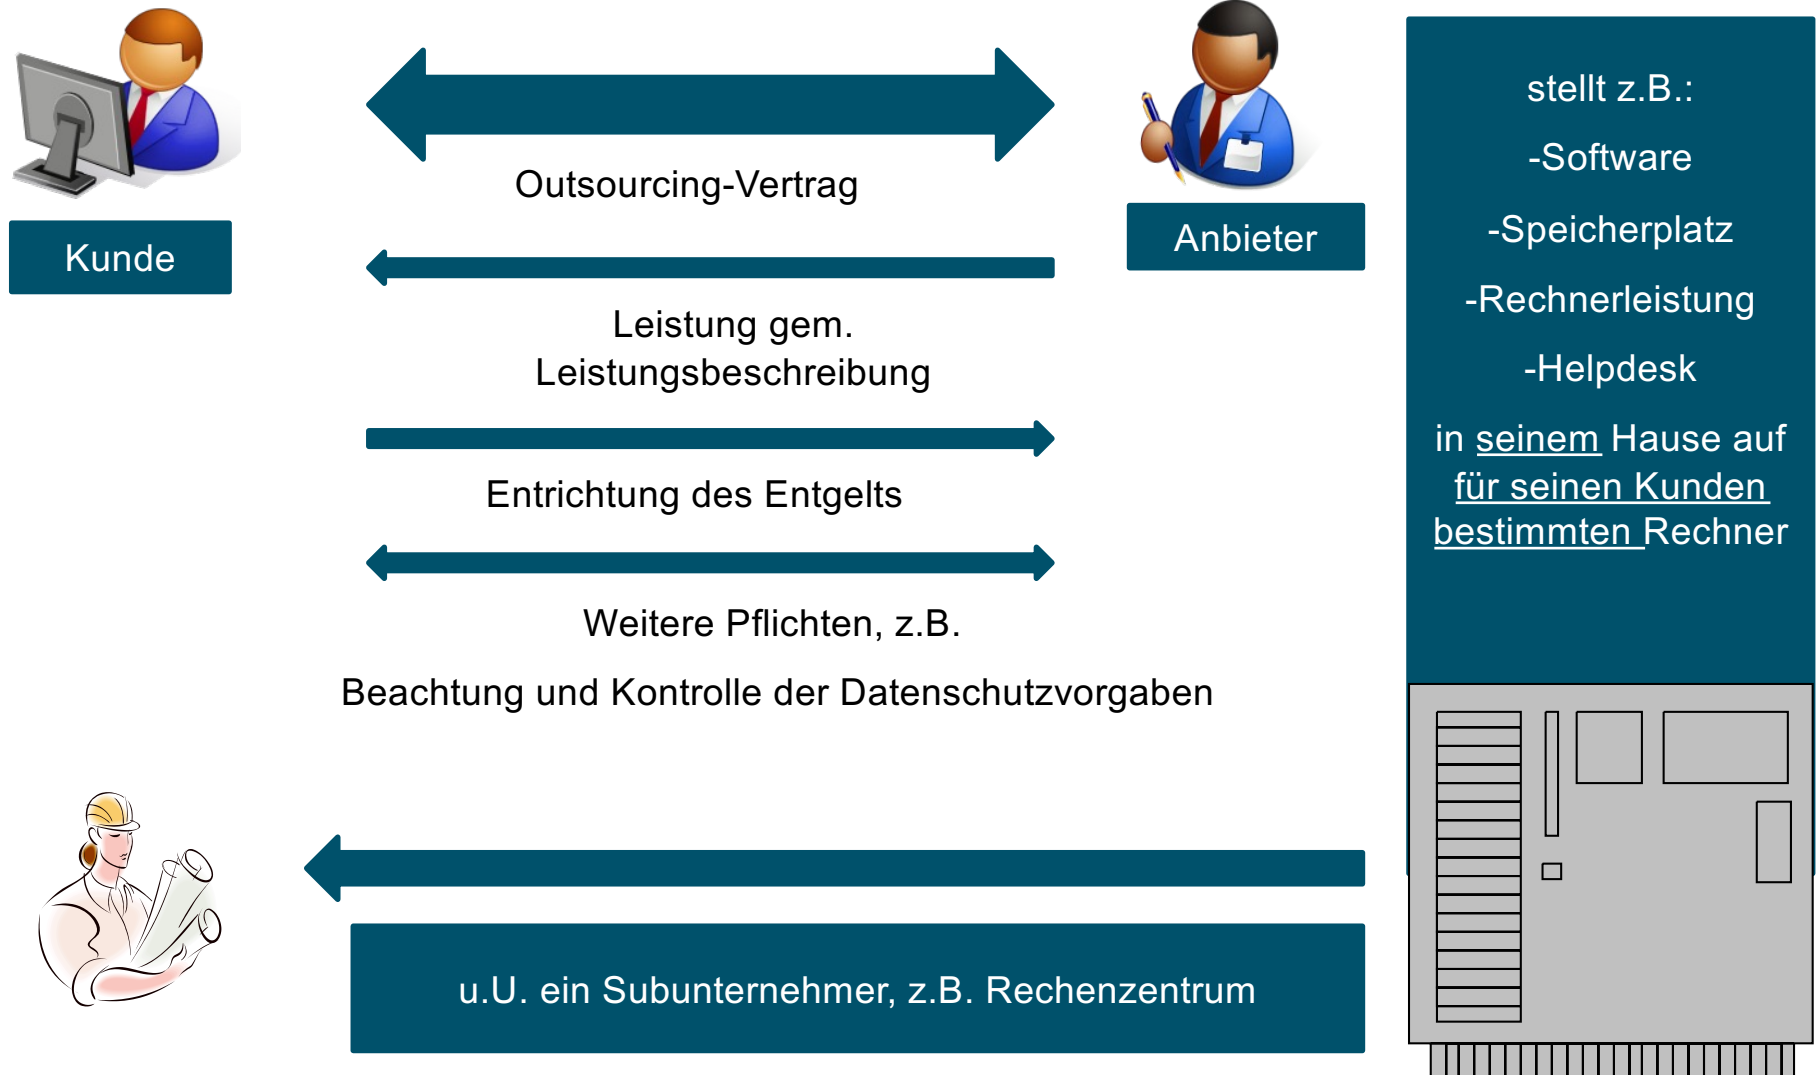 Outsourcing-Vertrag
Kunde
Anbieter
Leistung gem.
Leistungsbeschreibung
Entrichtung des Entgelts
Weitere Pflichten, z.B.
Beachtung und Kontrolle der Datenschutzvorgaben
stellt z.B.:
-Software
-Speicherplatz
-Rechnerleistung
-Helpdesk
in seinem Hause auf
für seinen Kunden
bestimmten Rechner
u.U. ein Subunternehmer, z.B. Rechenzentrum